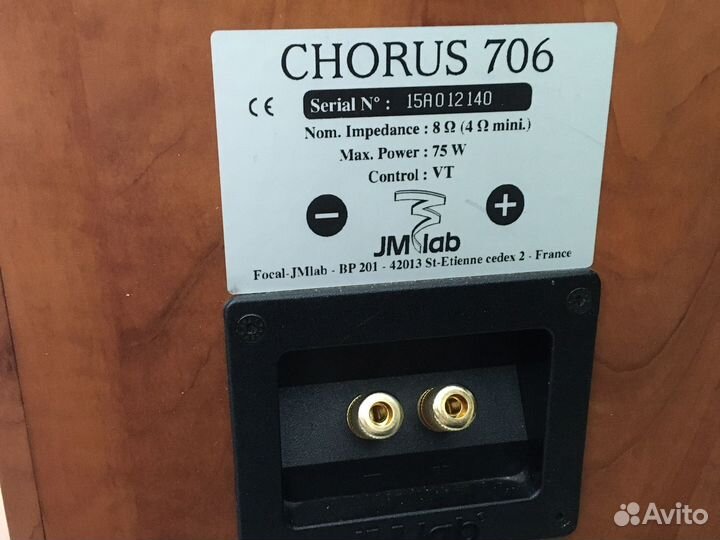 CHORUS 706
CE Serial N° : 15A012140
Nom. Impedance : 8 Ω (4 Ω mini.)
Max. Power : 75 W
Control : VT
− +
JMlab
Focal-JMlab - BP 201 - 42013 St-Etienne cedex 2 - France
− +
JMlab
Avito